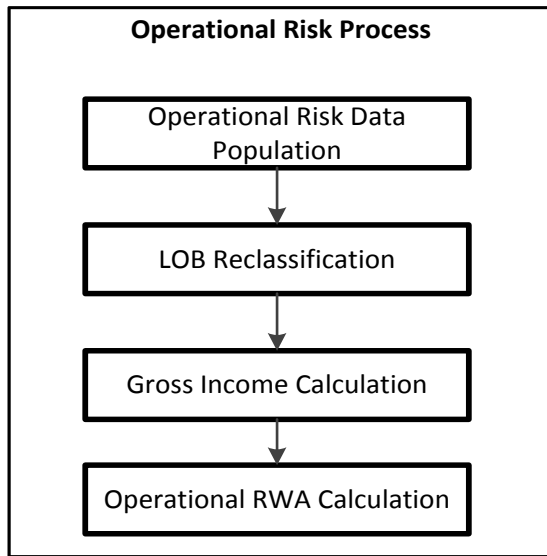 Operational Risk Process
Operational Risk Data
Population
LOB Reclassification
Gross Income Calculation
Operational RWA Calculation